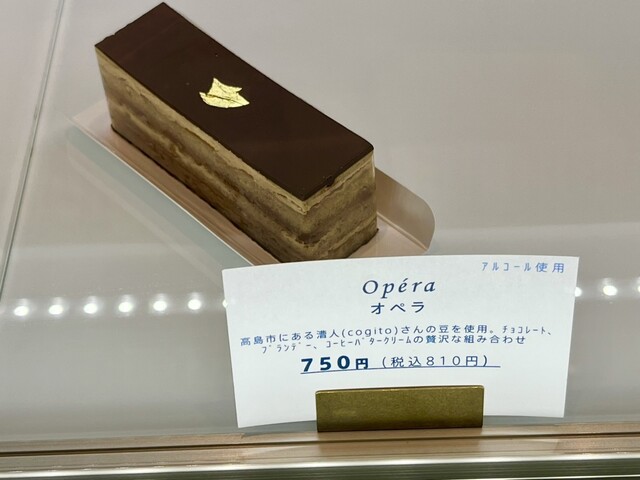 アルコール使用
Opéra
オペラ
高島市にある漕人(cogito)さんの豆を使用。ﾁｮｺﾚｰﾄ、
ﾌﾞﾗﾝﾃﾞｰ、ｺｰﾋｰﾊﾞﾀｰｸﾘｰﾑの贅沢な組み合わせ
750円（税込810円）